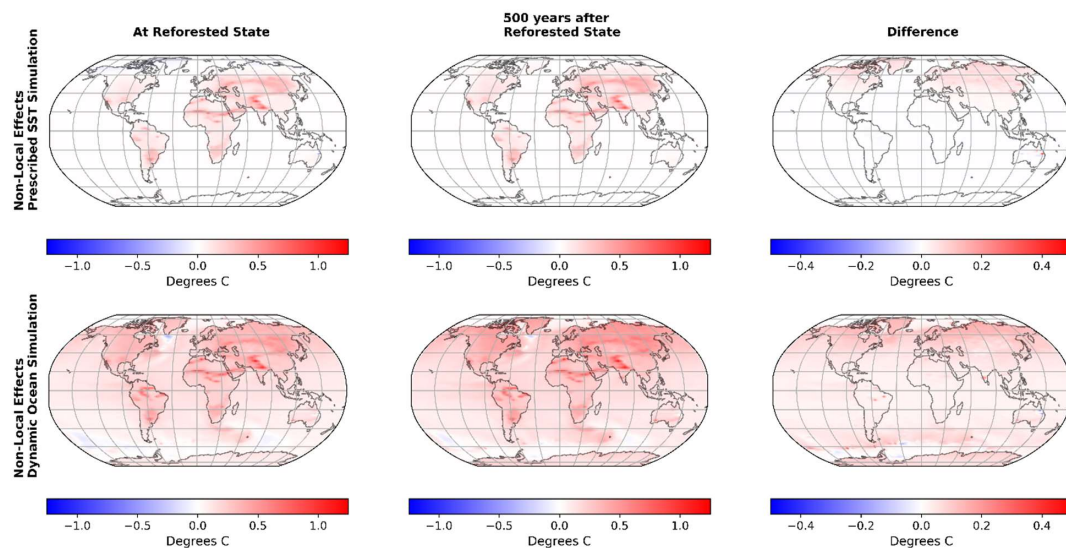 At Reforested State
500 years after
Reforested State
Difference
Non-Local Effects
Prescribed SST Simulation
−1.0 −0.5 0.0 0.5 1.0
Degrees C
−1.0 −0.5 0.0 0.5 1.0
Degrees C
−0.4 −0.2 0.0 0.2 0.4
Degrees C
Non-Local Effects
Dynamic Ocean Simulation
−1.0 −0.5 0.0 0.5 1.0
Degrees C
−1.0 −0.5 0.0 0.5 1.0
Degrees C
−0.4 −0.2 0.0 0.2 0.4
Degrees C